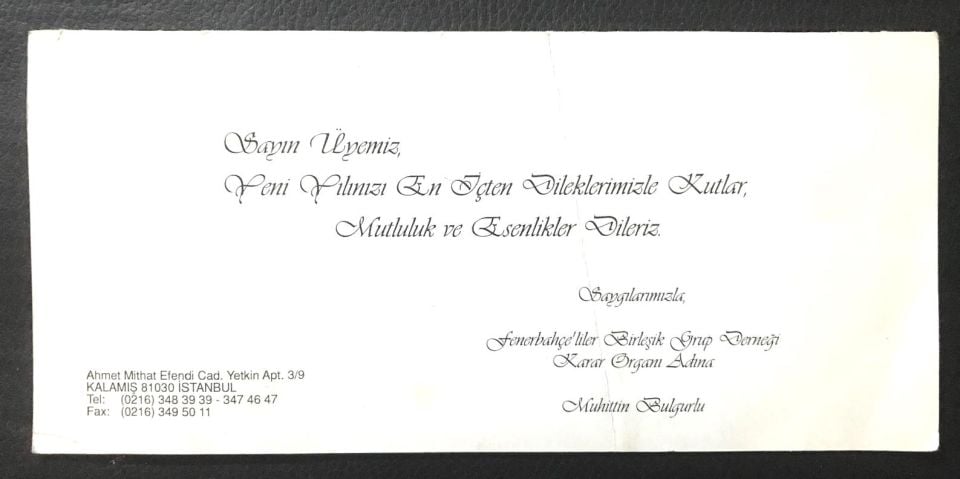 Sayın Üyemiz,
Yeni Yılınızı En İçten Dileklerimizle Kutlar,
Mutluluk ve Esenlikler Dileriz.
Saygılarımızla,
Fenerbahçe'liler Birleşik Grup Derneği
Karar Organı Adına
Muhittin Bulgurlu
Ahmet Mithat Efendi Cad. Yetkin Apt. 3/9
KALAMIŞ 81030 İSTANBUL
Tel: (0216) 348 39 39 - 347 46 47
Fax: (0216) 349 50 11